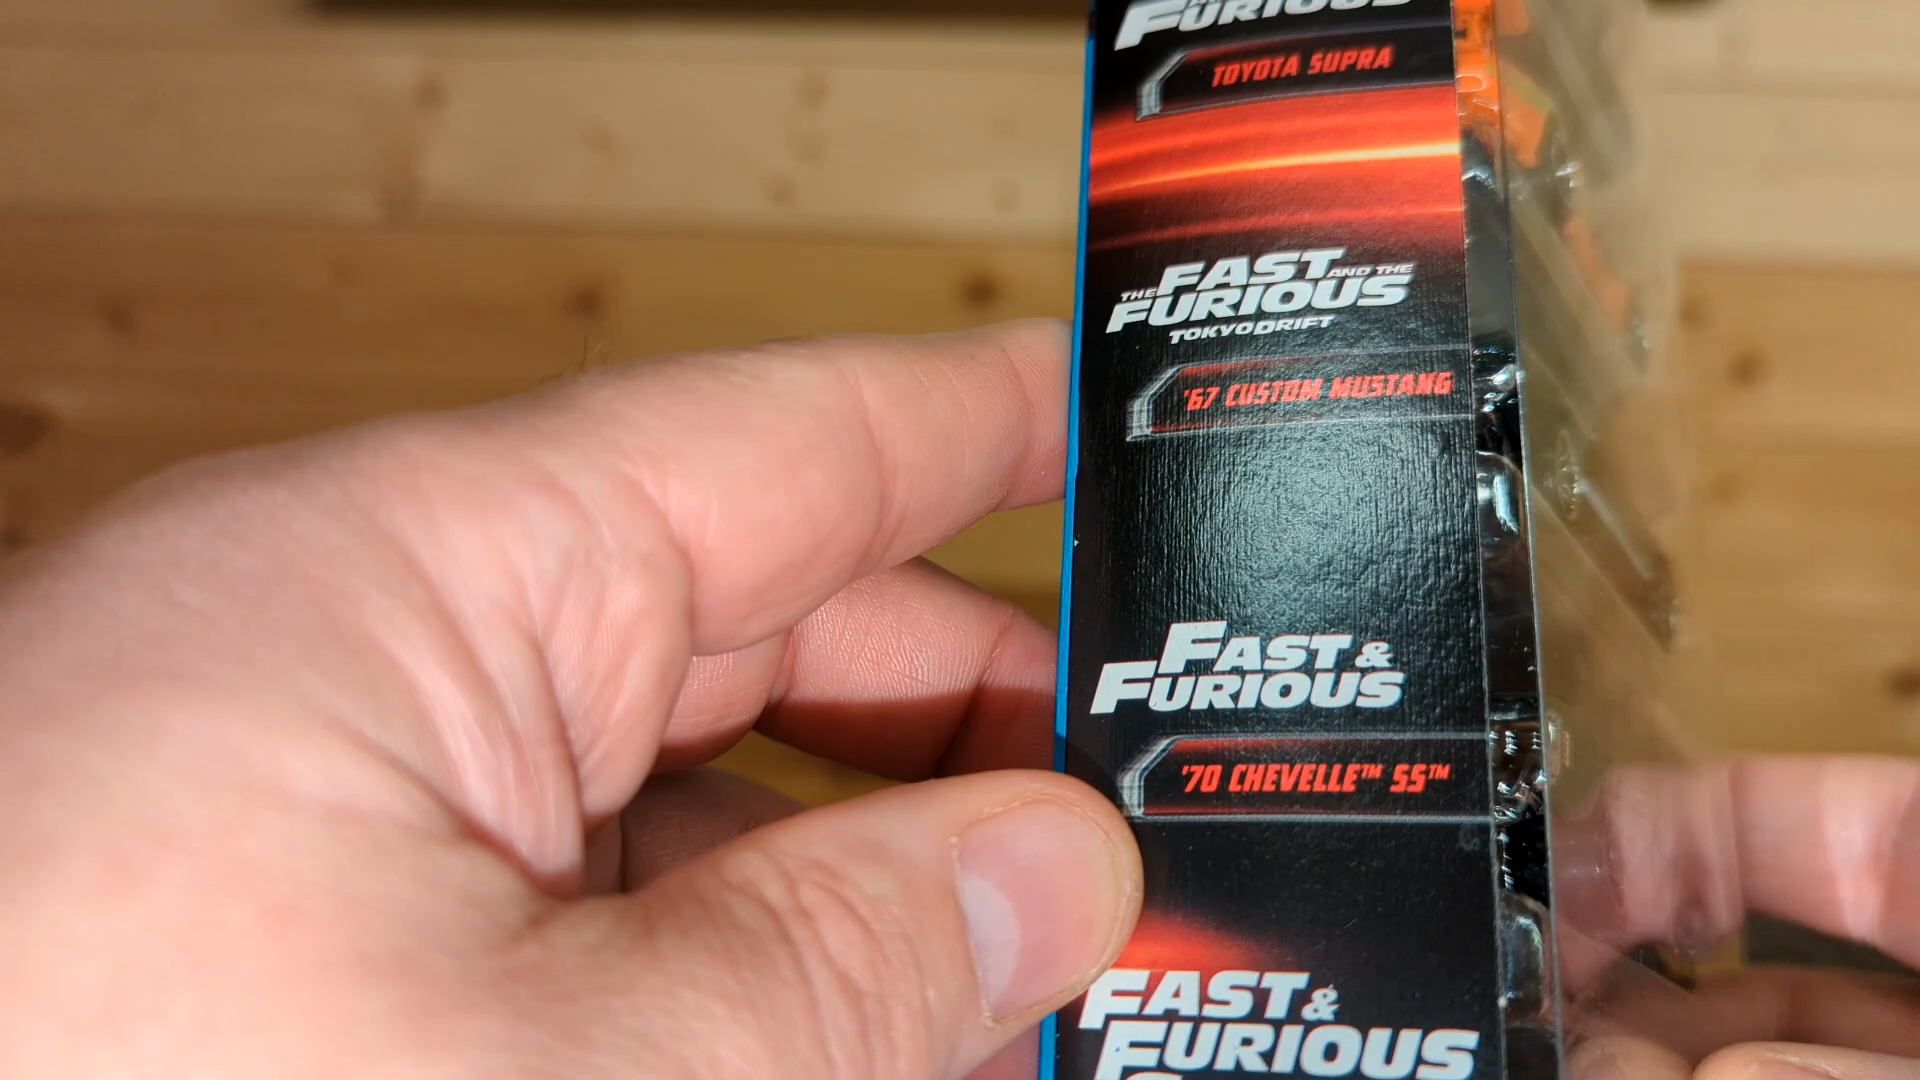 FURIOUS
TOYOTA SUPRA
THE FAST AND THE
FURIOUS
TOKYO DRIFT
'67 CUSTOM MUSTANG
FAST &
FURIOUS
'70 CHEVELLE™ SS™
FAST &
FURIOUS